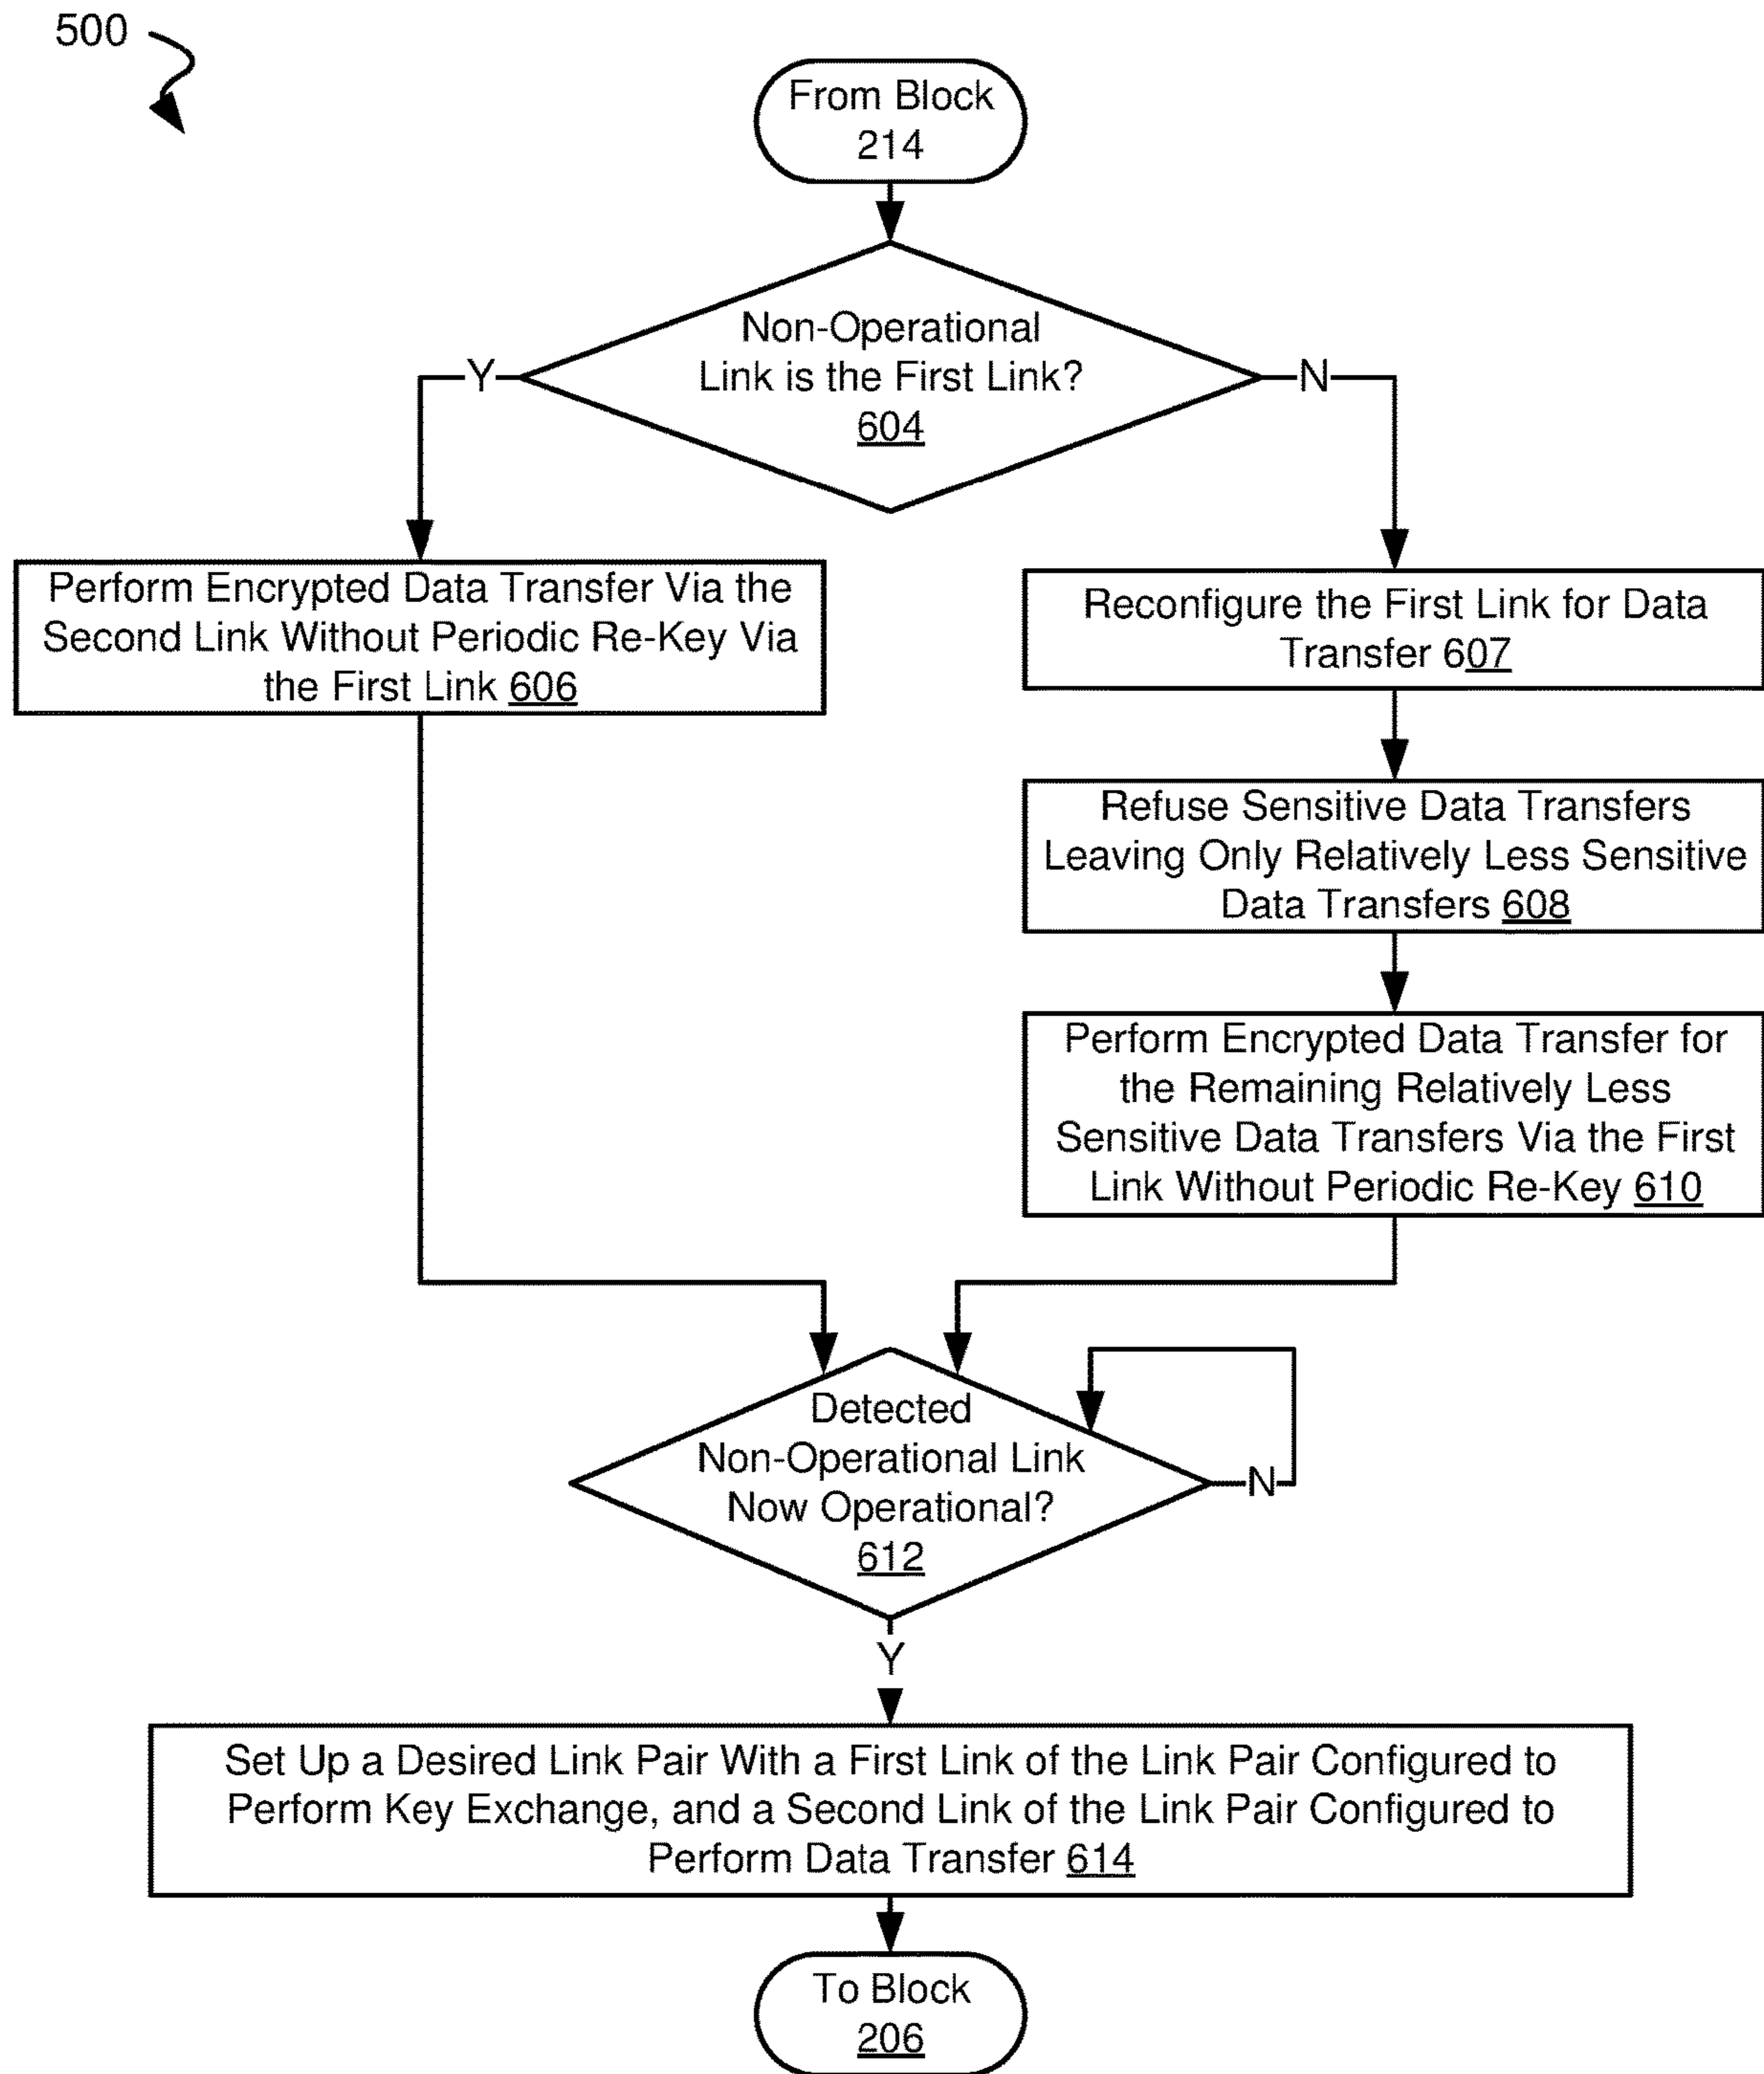 500
From Block
214
Non-Operational
Link is the First Link?
604
Y
N
Perform Encrypted Data Transfer Via the
Second Link Without Periodic Re-Key Via
the First Link 606
Reconfigure the First Link for Data
Transfer 607
Refuse Sensitive Data Transfers
Leaving Only Relatively Less Sensitive
Data Transfers 608
Perform Encrypted Data Transfer for
the Remaining Relatively Less
Sensitive Data Transfers Via the First
Link Without Periodic Re-Key 610
Detected
Non-Operational Link
Now Operational?
612
N
Y
Set Up a Desired Link Pair With a First Link of the Link Pair Configured to
Perform Key Exchange, and a Second Link of the Link Pair Configured to
Perform Data Transfer 614
To Block
206